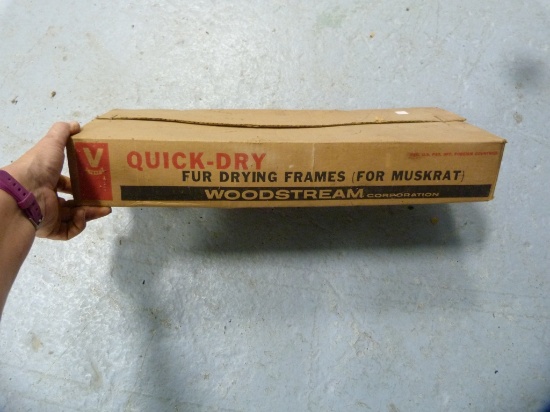 V
QUICK-DRY
FUR DRYING FRAMES (FOR MUSKRAT)
WOODSTREAM CORPORATION